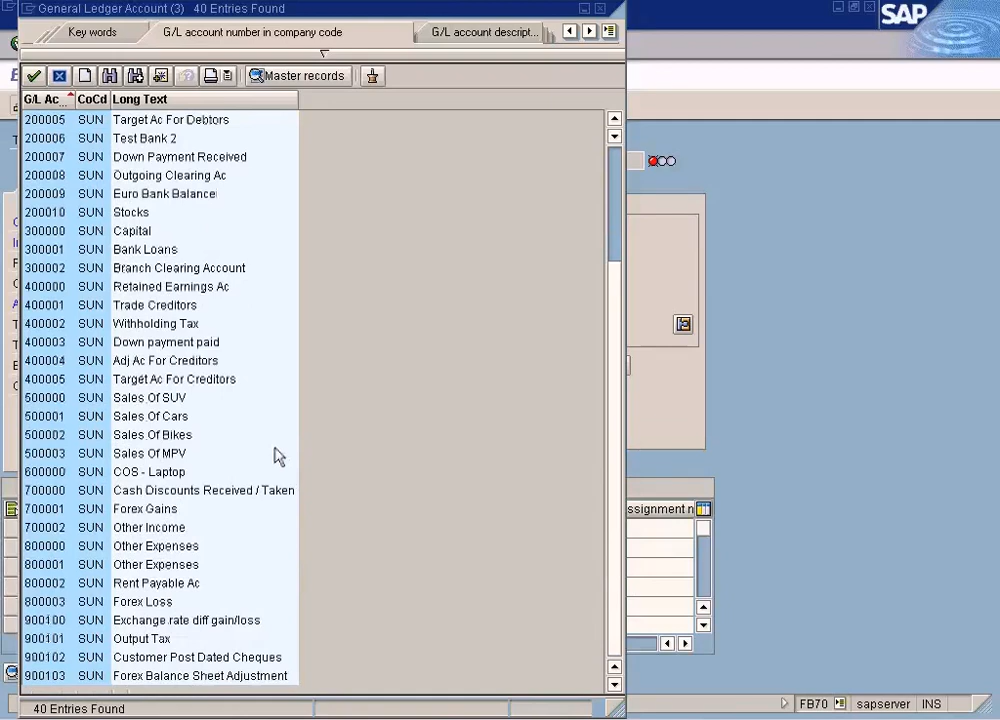 General Ledger Account (3) 40 Entries Found
SAP
Key words
G/L account number in company code
G/L account descript...
Master records
G/L Ac... CoCd Long Text
200005 SUN Target Ac For Debtors
200006 SUN Test Bank 2
200007 SUN Down Payment Received
200008 SUN Outgoing Clearing Ac
200009 SUN Euro Bank Balance
200010 SUN Stocks
300000 SUN Capital
300001 SUN Bank Loans
300002 SUN Branch Clearing Account
400000 SUN Retained Earnings Ac
400001 SUN Trade Creditors
400002 SUN Withholding Tax
400003 SUN Down payment paid
400004 SUN Adj Ac For Creditors
400005 SUN Target Ac For Creditors
500000 SUN Sales Of SUV
500001 SUN Sales Of Cars
500002 SUN Sales Of Bikes
500003 SUN Sales Of MPV
600000 SUN COS - Laptop
700000 SUN Cash Discounts Received / Taken
700001 SUN Forex Gains
ssignment n
700002 SUN Other Income
800000 SUN Other Expenses
800001 SUN Other Expenses
800002 SUN Rent Payable Ac
800003 SUN Forex Loss
900100 SUN Exchange rate diff gain/loss
900101 SUN Output Tax
900102 SUN Customer Post Dated Cheques
900103 SUN Forex Balance Sheet Adjustment
40 Entries Found
FB70 sapserver INS